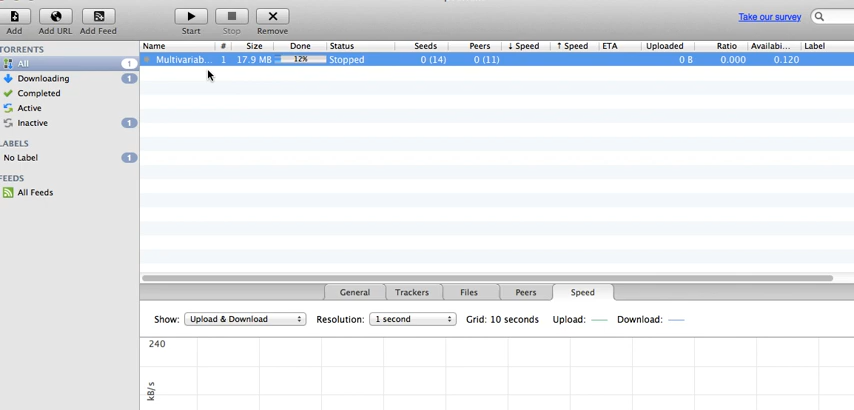 Add Add URL Add Feed Start Stop Remove Take our survey
TORRENTS
All 1
Downloading 1
Completed
Active
Inactive 1
LABELS
No Label 1
FEEDS
All Feeds
Name # Size Done Status Seeds Peers ↓ Speed ↑ Speed ETA Uploaded Ratio Availabi... Label
Multivariab... 1 17.9 MB 12% Stopped 0 (14) 0 (11) 0 B 0.000 0.120
General Trackers Files Peers Speed
Show: Upload & Download Resolution: 1 second Grid: 10 seconds Upload: Download:
240
kB/s